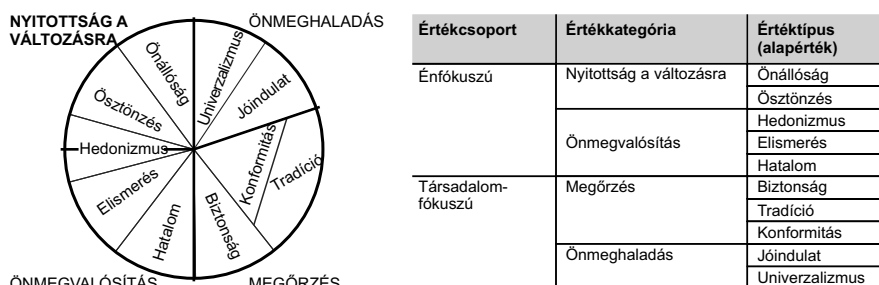 NYITOTTSÁG A
VÁLTOZÁSRA
ÖNMEGHALADÁS
Önállóság
Univerzalizmus
Ösztönzés
Jóindulat
Hedonizmus
Konformitás
Tradíció
Elismerés
Hatalom
Biztonság
ÖNMEGVALÓSÍTÁS
MEGŐRZÉS
Értékcsoport Értékkategória Értéktípus
(alapérték)
Énfókuszú Nyitottság a változásra Önállóság
Ösztönzés
Hedonizmus
Önmegvalósítás Elismerés
Hatalom
Társadalom- Megőrzés Biztonság
fókuszú Tradíció
Konformitás
Önmeghaladás Jóindulat
Univerzalizmus